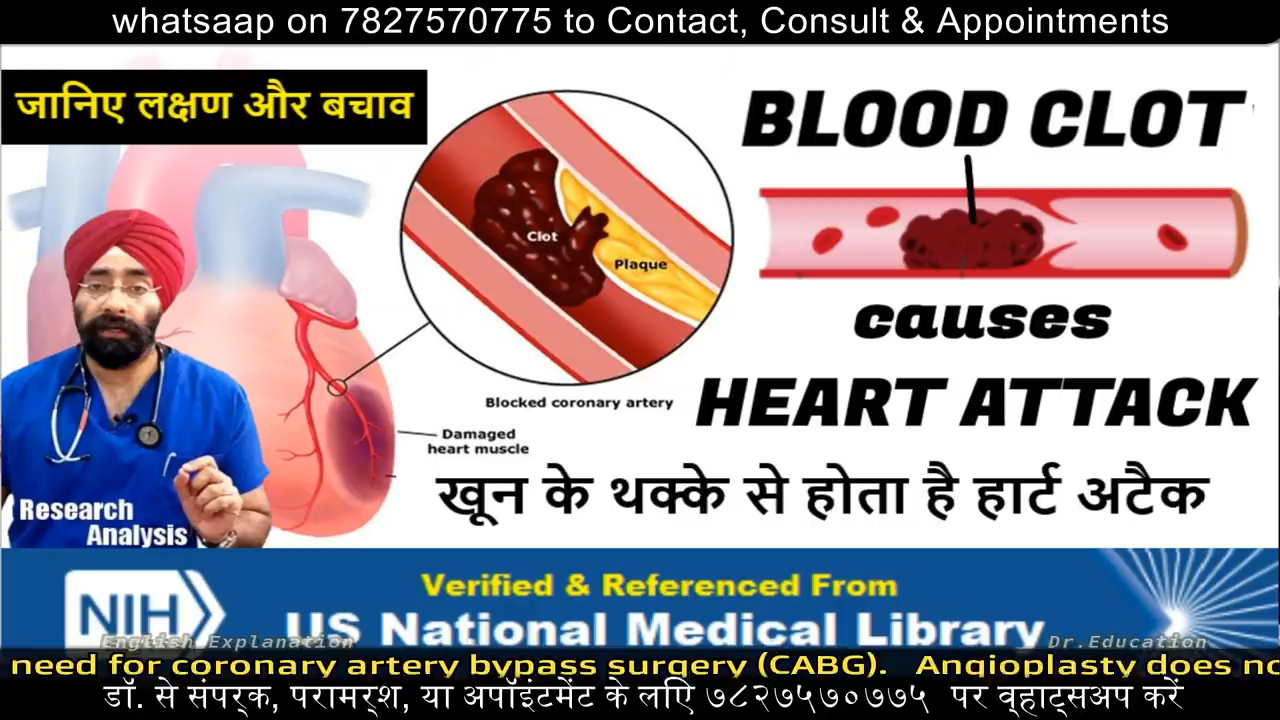 whatsaap on 7827570775 to Contact, Consult & Appointments
जानिए लक्षण और बचाव
BLOOD CLOT
Clot
Plaque
causes
Blocked coronary artery
HEART ATTACK
Damaged
heart muscle
खून के थक्के से होता है हार्ट अटैक
Research
Analysis
Verified & Referenced From
NIH
US National Medical Library
English Explanation
Dr.Education
need for coronary artery bypass surgery (CABG). Angioplasty does no
डॉ. से संपर्क, परामर्श, या अपॉइंटमेंट के लिए ७८२७५७०७७५ पर व्हाट्सअप करें